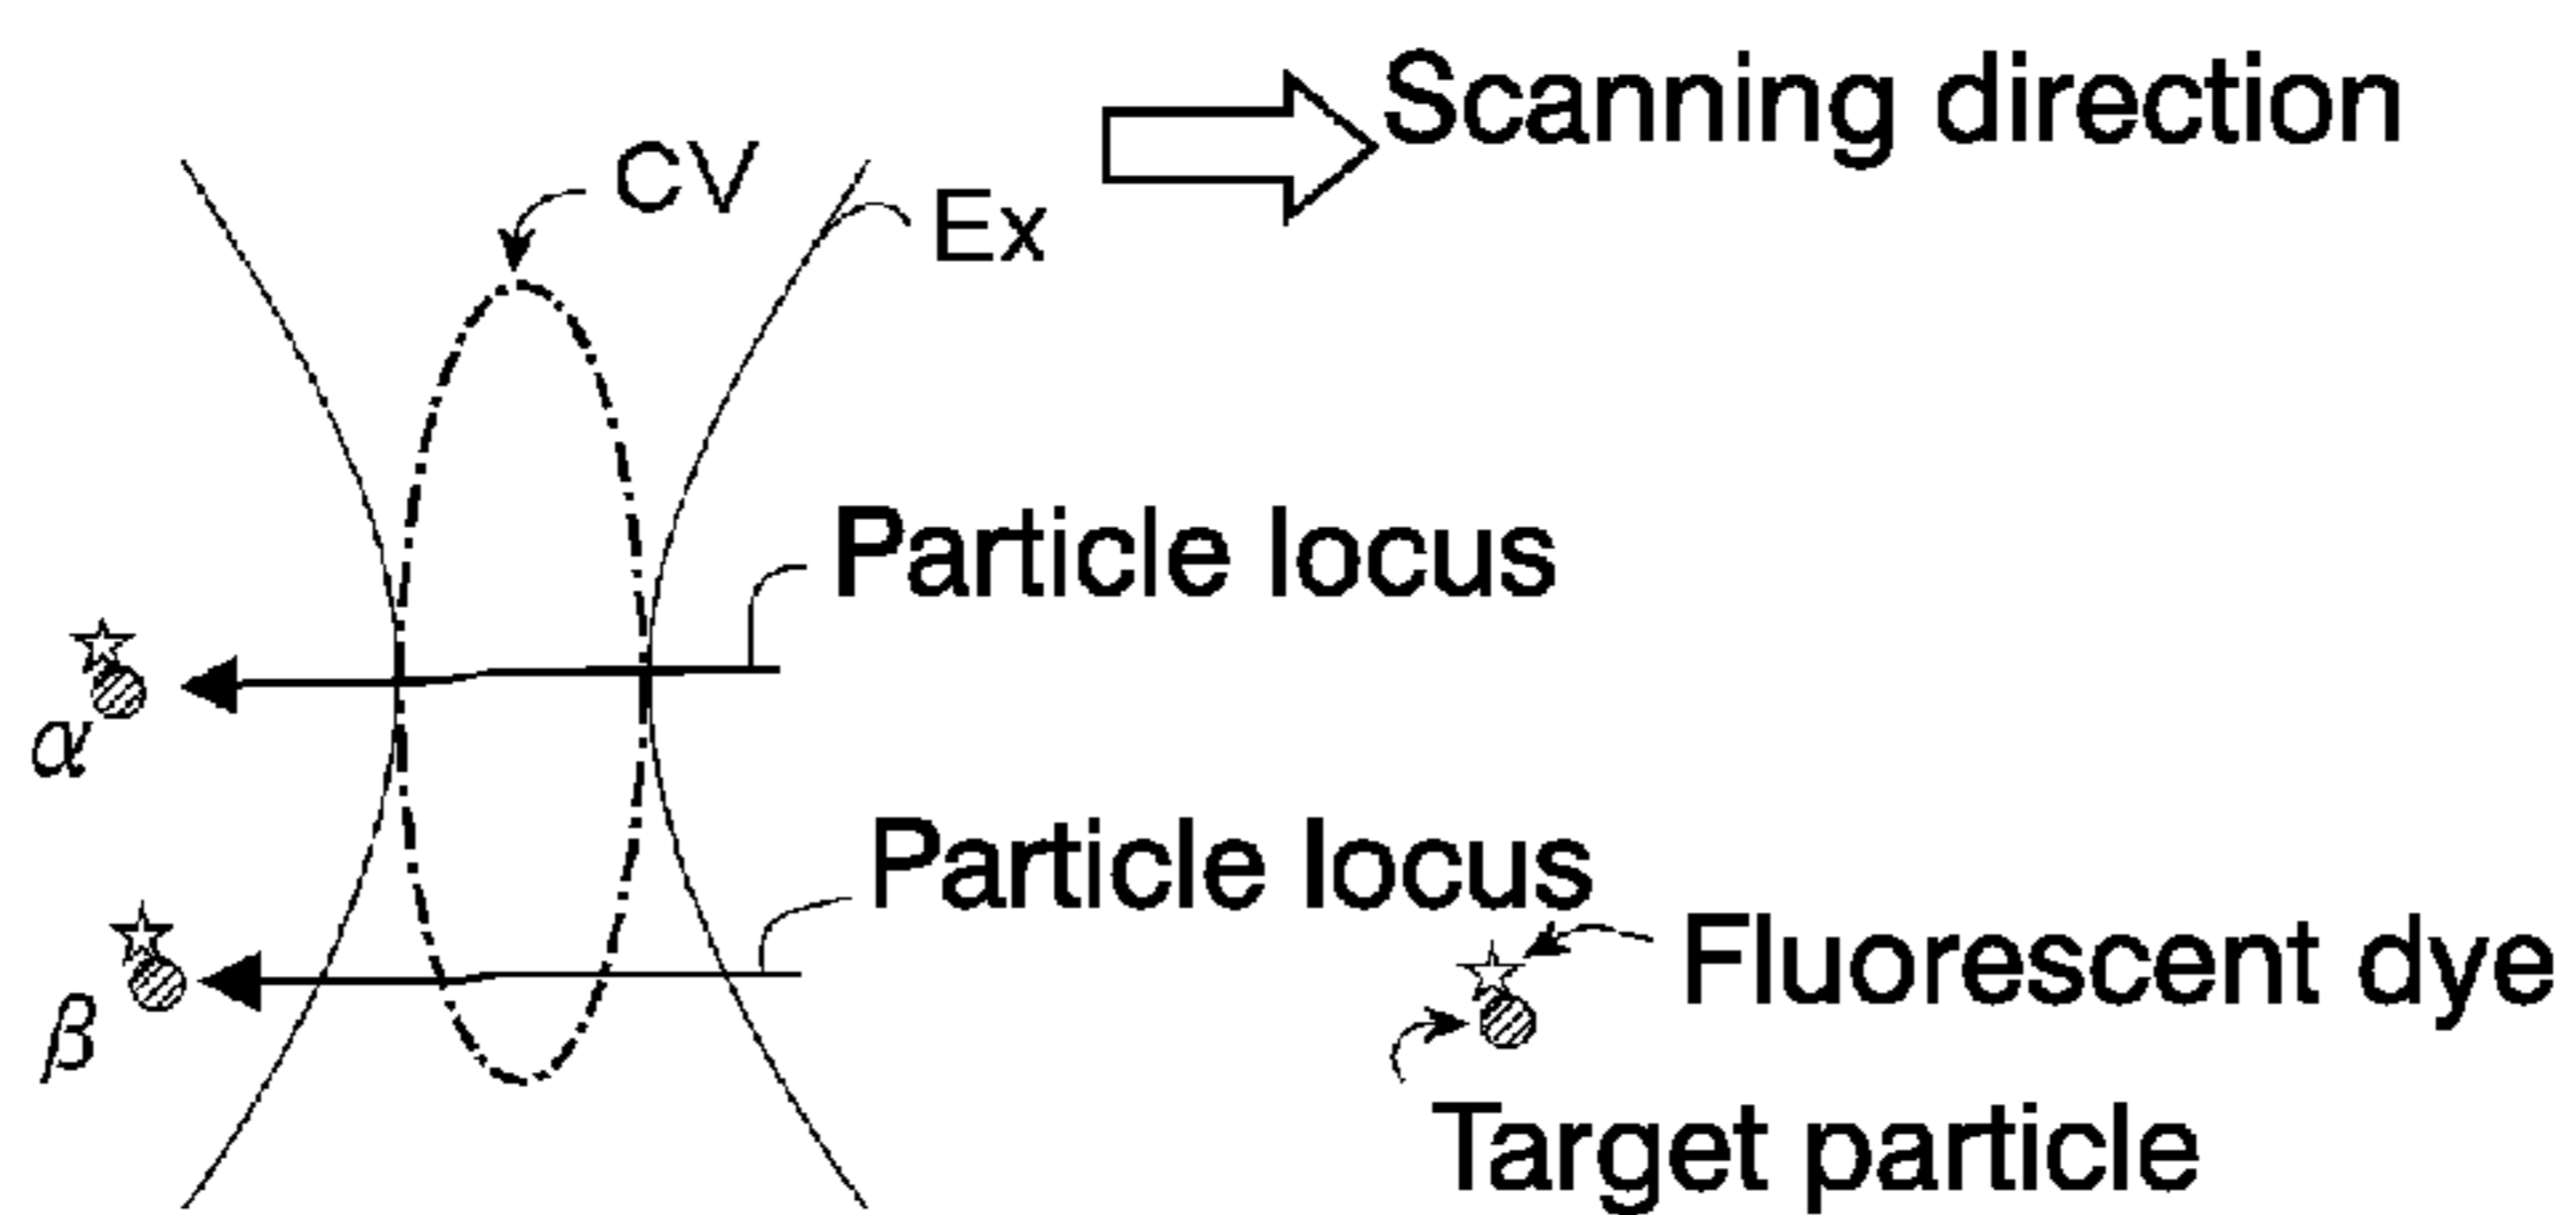 Scanning direction
CV
Ex
Particle locus
α
Particle locus
Fluorescent dye
β
Target particle